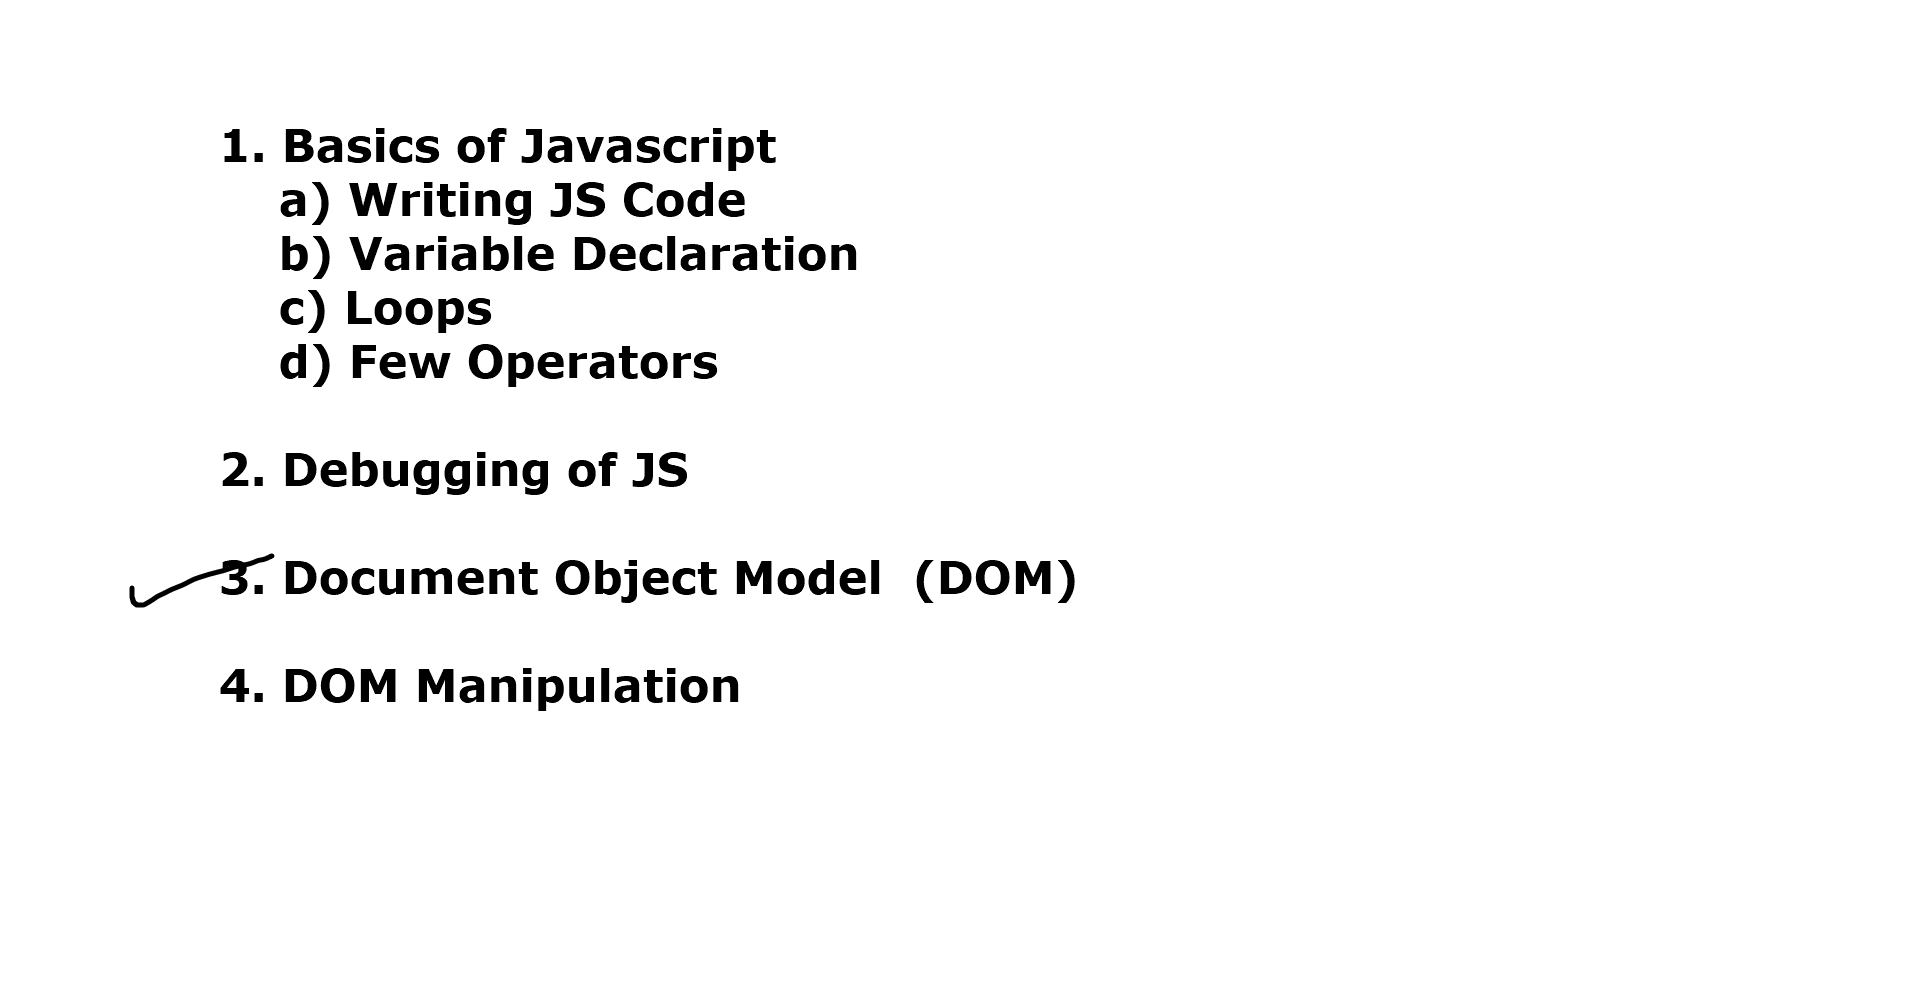 1. Basics of Javascript
a) Writing JS Code
b) Variable Declaration
c) Loops
d) Few Operators
2. Debugging of JS
3. Document Object Model  (DOM)
4. DOM Manipulation